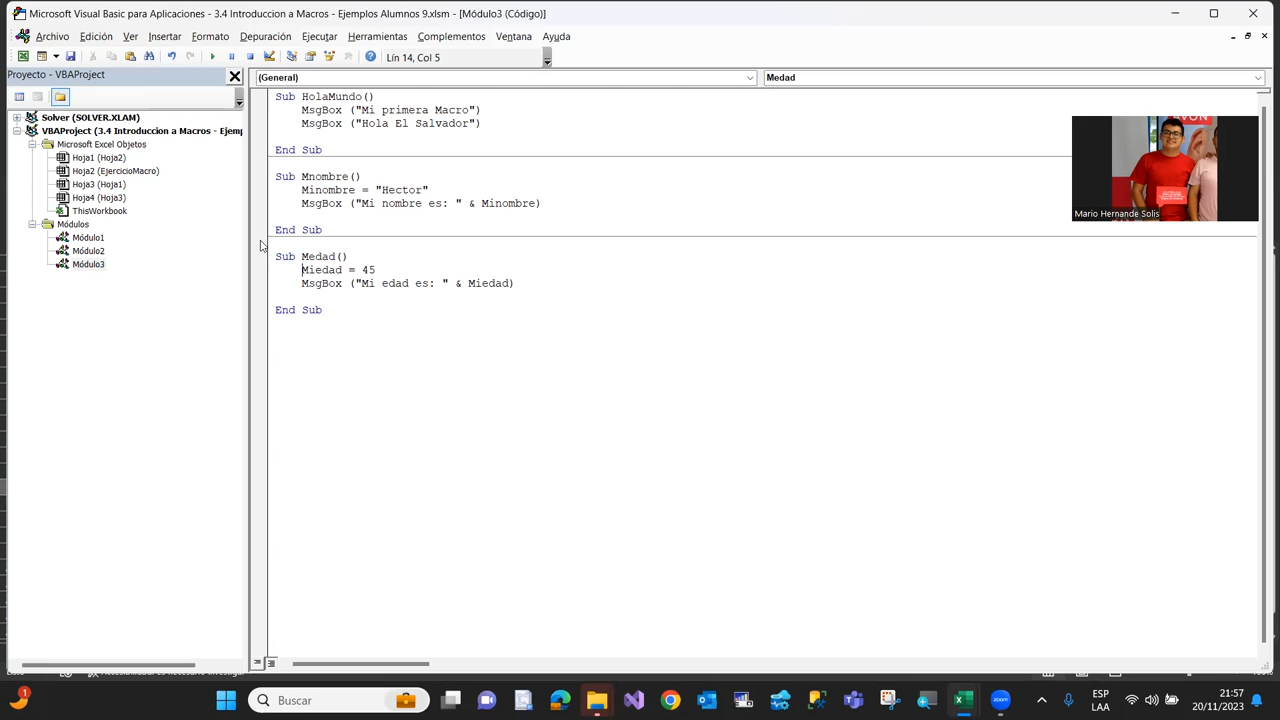 Microsoft Visual Basic para Aplicaciones - 3.4 Introduccion a Macros - Ejemplos Alumnos 9.xlsm - [Módulo3 (Código)]
Archivo Edición Ver Insertar Formato Depuración Ejecutar Herramientas Complementos Ventana Ayuda
Lín 14, Col 5
Proyecto - VBAProject
(General)
Medad
Solver (SOLVER.XLAM)
VBAProject (3.4 Introduccion a Macros - Ejemp
Microsoft Excel Objetos
Hoja1 (Hoja2)
Hoja2 (EjercicioMacro)
Hoja3 (Hoja1)
Hoja4 (Hoja3)
ThisWorkbook
Módulos
Módulo1
Módulo2
Módulo3
Sub HolaMundo()
MsgBox ("Mi primera Macro")
MsgBox ("Hola El Salvador")
End Sub
Sub Mnombre()
Minombre = "Hector"
MsgBox ("Mi nombre es: " & Minombre)
End Sub
Sub Medad()
Miedad = 45
MsgBox ("Mi edad es: " & Miedad)
End Sub
AVON
Mario Hernande Solis
1
Buscar
zoom
ESP
LAA
21:57
20/11/2023